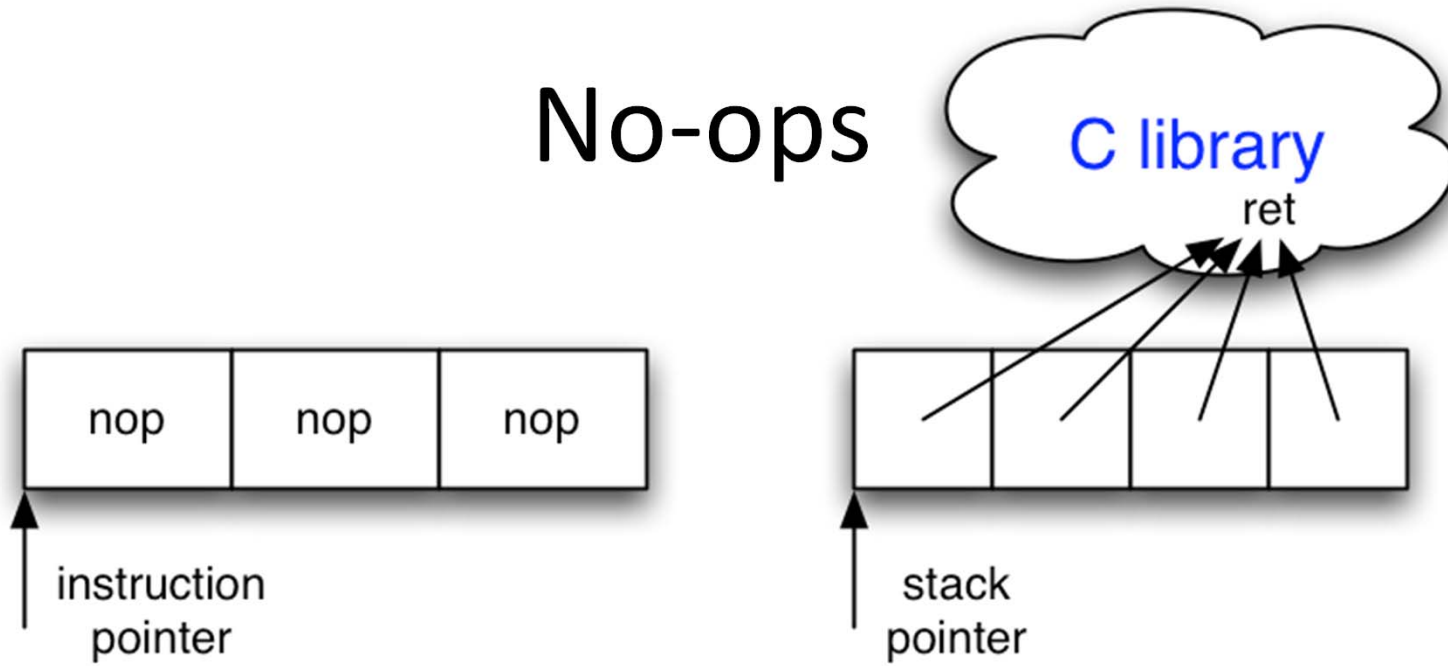 No-ops
C library
ret
nop
nop
nop
instruction
pointer
stack
pointer